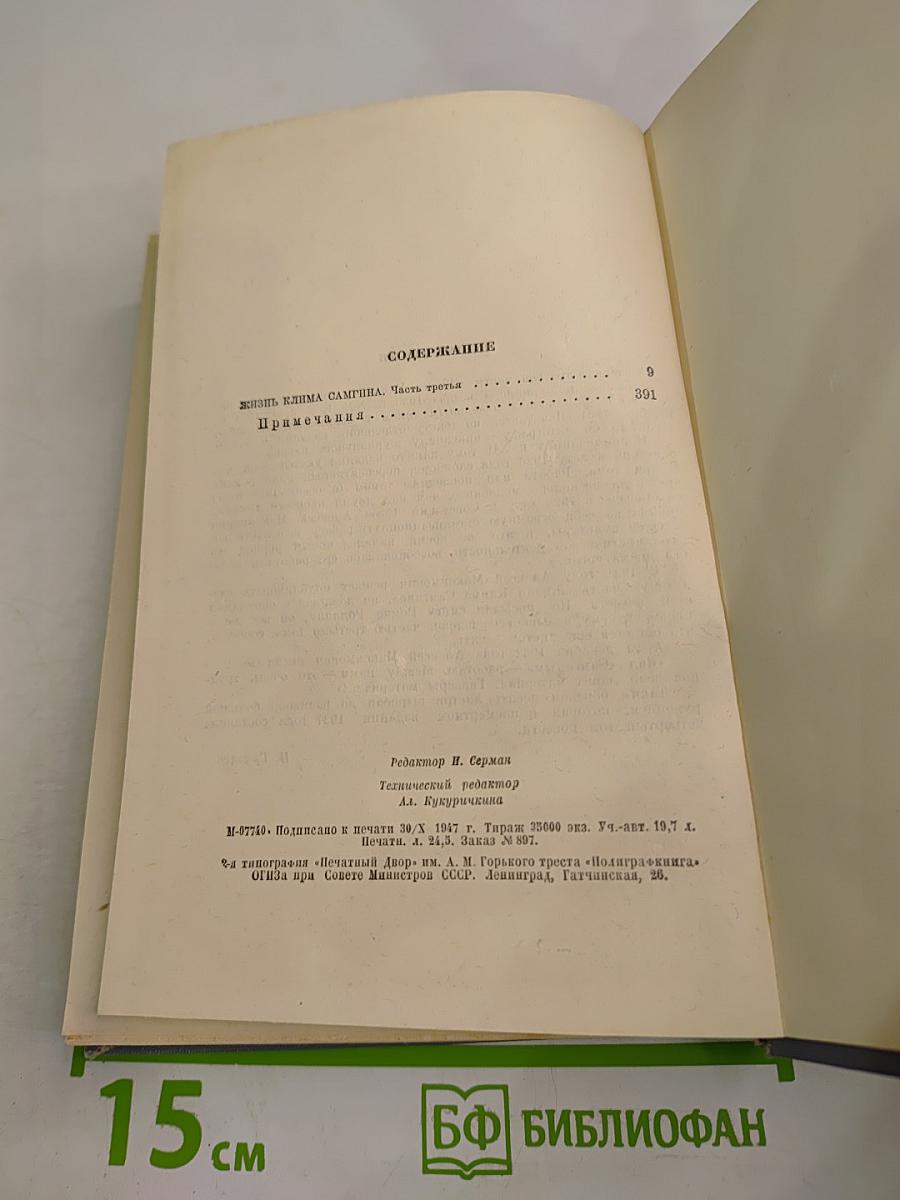 СОДЕРЖАНИЕ
ЖИЗНЬ КЛИМА САМГИНА. Часть третья . . . . . . . . . . . . . 9
Примечания . . . . . . . . . . . . . . . . . . . . . . . 391
Редактор И. Серман
Технический редактор
Ал. Кукуричкина
М-07740. Подписано к печати 30/X 1947 г. Тираж 25000 экз. Уч.-авт. 19,7 л.
Печатн. л. 24,5. Заказ № 897.
2-я типография «Печатный Двор» им. А. М. Горького треста «Полиграфкнига»
ОГИЗа при Совете Министров СССР. Ленинград, Гатчинская, 26.
15 см
БФ БИБЛИОФАН